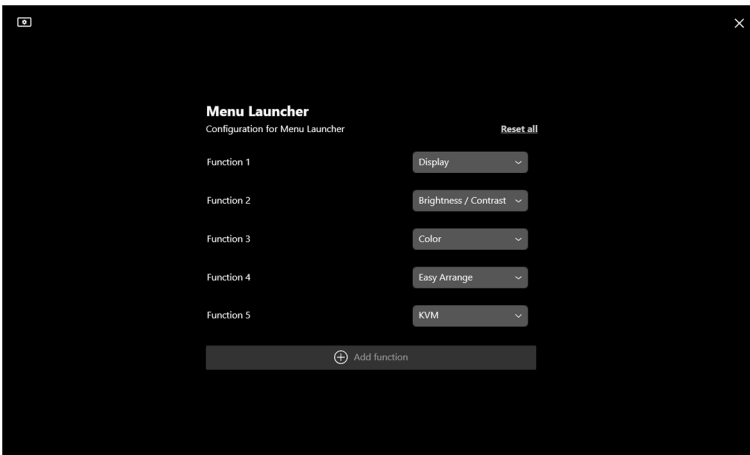 Menu Launcher
Configuration for Menu Launcher Reset all
Function 1 Display
Function 2 Brightness / Contrast
Function 3 Color
Function 4 Easy Arrange
Function 5 KVM
Add function